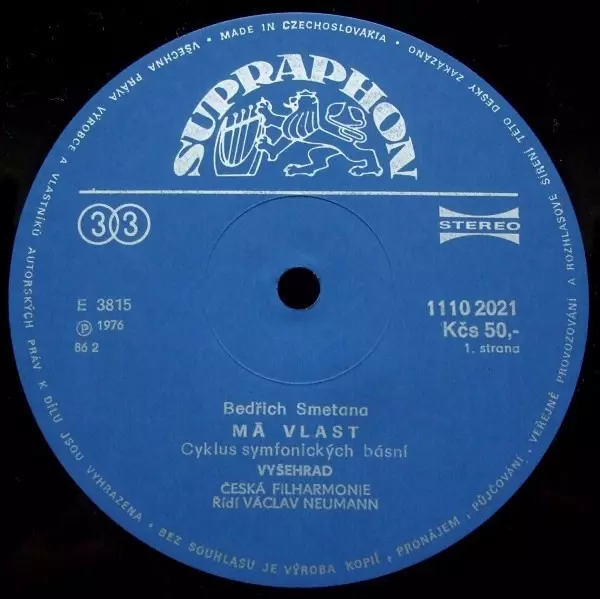 VŠECHNA PRÁVA VÝROBCE A VLASTNÍKŮ AUTORSKÝCH PRÁV K DÍLU JSOU VYHRAZENA • BEZ SOUHLASU JE VÝROBA KOPIÍ, PRONÁJEM, PŮJČOVÁNÍ, VEŘEJNÉ PROVOZOVÁNÍ A ROZHLASOVÉ ŠÍŘENÍ TÉTO DESKY ZAKÁZÁNO • MADE IN CZECHOSLOVAKIA •
SUPRAPHON
33
STEREO
E 3815
Ⓟ 1976
86 2
1110 2021
Kčs 50,-
1. strana
Bedřich Smetana
MÁ VLAST
Cyklus symfonických básní
VYŠEHRAD
ČESKÁ FILHARMONIE
Řídí VÁCLAV NEUMANN